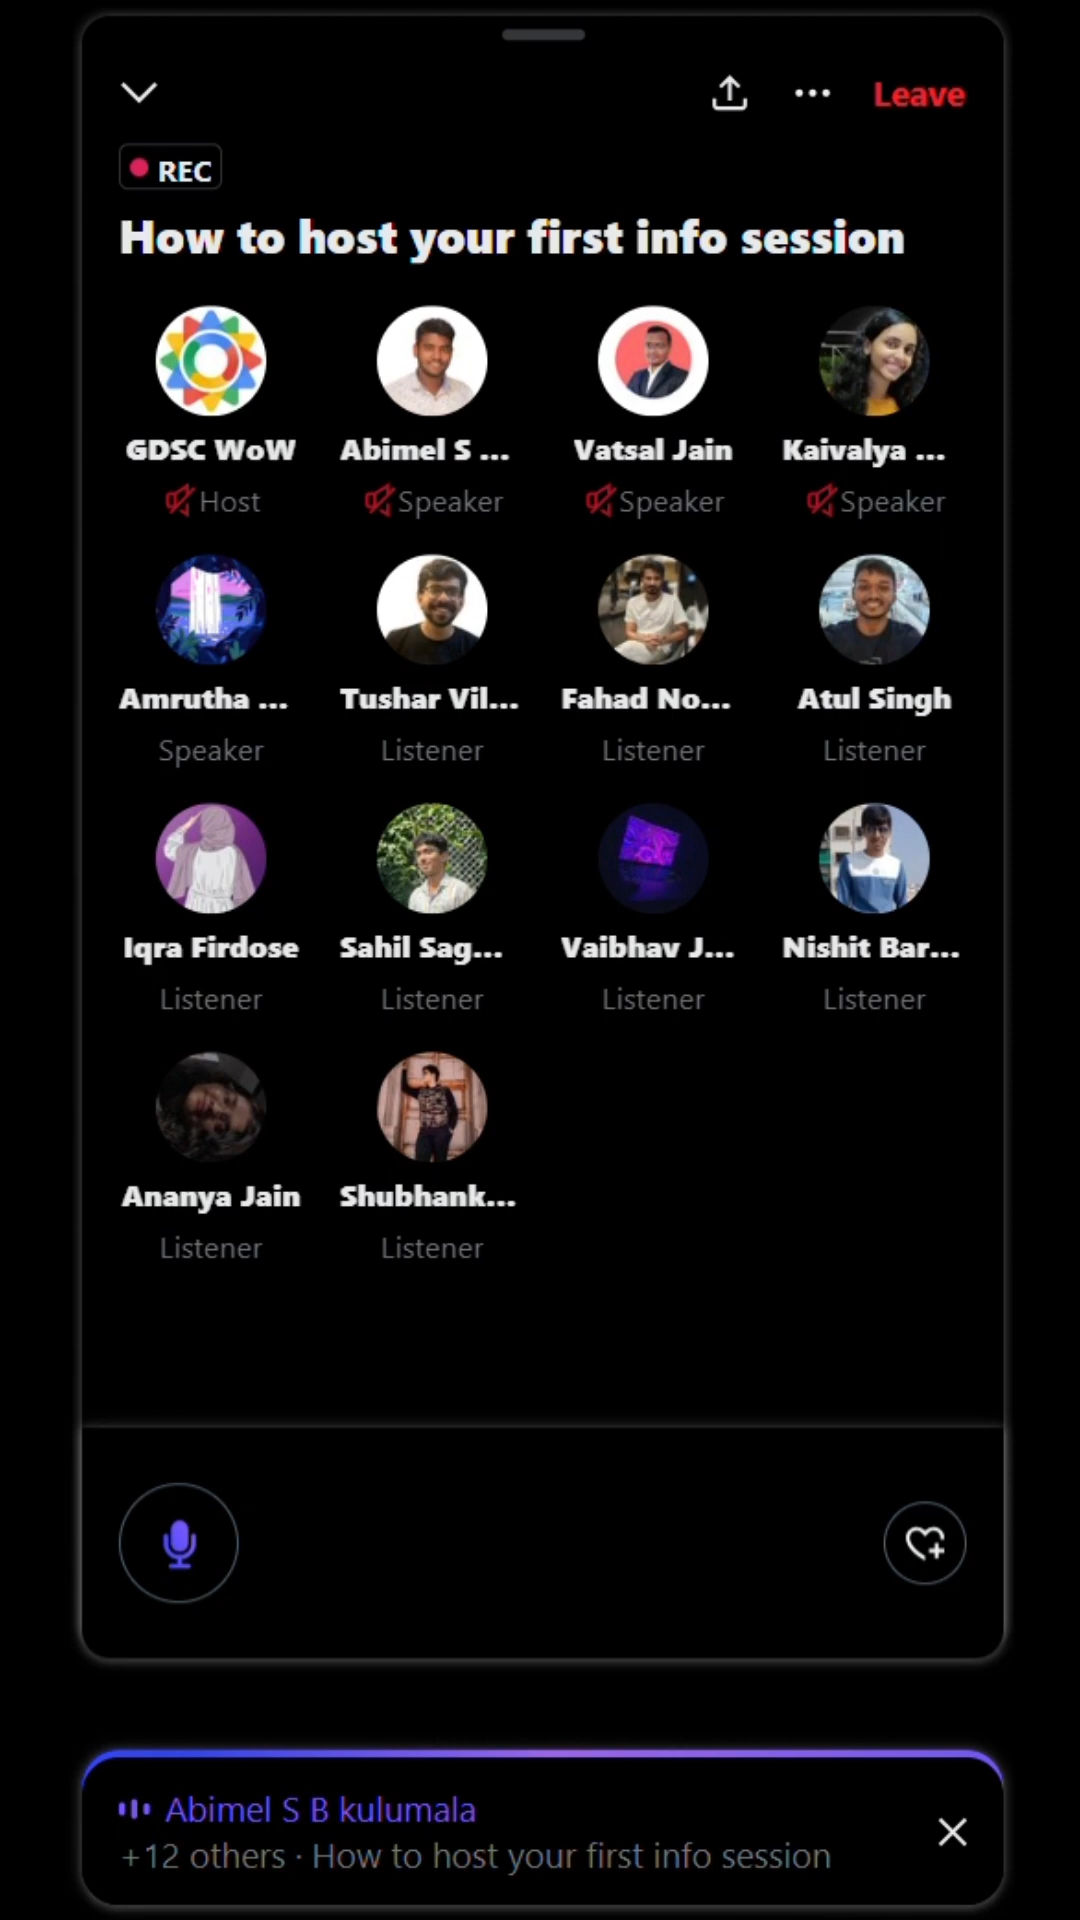 Leave
REC
How to host your first info session
GDSC WoW Abimel S ... Vatsal Jain Kaivalya ...
Host Speaker Speaker Speaker
Amrutha ... Tushar Vil... Fahad No... Atul Singh
Speaker Listener Listener Listener
Iqra Firdose Sahil Sag... Vaibhav J... Nishit Bar...
Listener Listener Listener Listener
Ananya Jain Shubhank...
Listener Listener
Abimel S B kulumala
+12 others · How to host your first info session